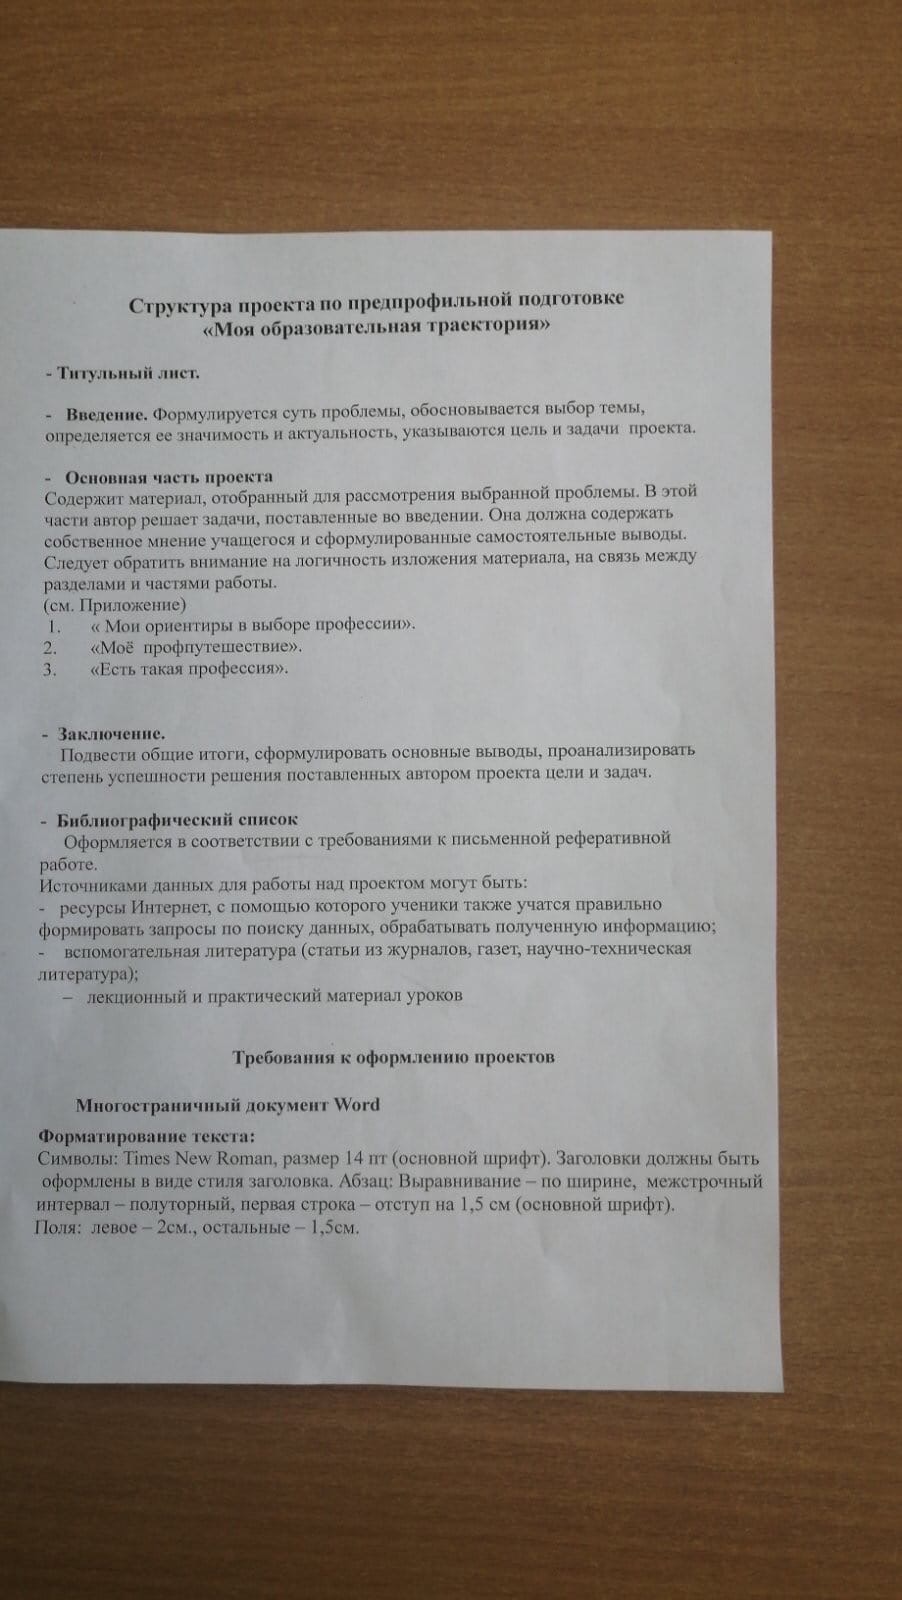 Структура проекта по предпрофильной подготовке
«Моя образовательная траектория»
- Титульный лист.
- Введение. Формулируется суть проблемы, обосновывается выбор темы,
определяется ее значимость и актуальность, указываются цель и задачи проекта.
- Основная часть проекта
Содержит материал, отобранный для рассмотрения выбранной проблемы. В этой
части автор решает задачи, поставленные во введении. Она должна содержать
собственное мнение учащегося и сформулированные самостоятельные выводы.
Следует обратить внимание на логичность изложения материала, на связь между
разделами и частями работы.
(см. Приложение)
1. « Мои ориентиры в выборе профессии».
2. «Моё профпутешествие».
3. «Есть такая профессия».
- Заключение.
Подвести общие итоги, сформулировать основные выводы, проанализировать
степень успешности решения поставленных автором проекта цели и задач.
- Библиографический список
Оформляется в соответствии с требованиями к письменной реферативной
работе.
Источниками данных для работы над проектом могут быть:
- ресурсы Интернет, с помощью которого ученики также учатся правильно
формировать запросы по поиску данных, обрабатывать полученную информацию;
- вспомогательная литература (статьи из журналов, газет, научно-техническая
литература);
– лекционный и практический материал уроков
Требования к оформлению проектов
Многостраничный документ Word
Форматирование текста:
Символы: Times New Roman, размер 14 пт (основной шрифт). Заголовки должны быть
оформлены в виде стиля заголовка. Абзац: Выравнивание – по ширине, межстрочный
интервал – полуторный, первая строка – отступ на 1,5 см (основной шрифт).
Поля: левое – 2см., остальные – 1,5см.